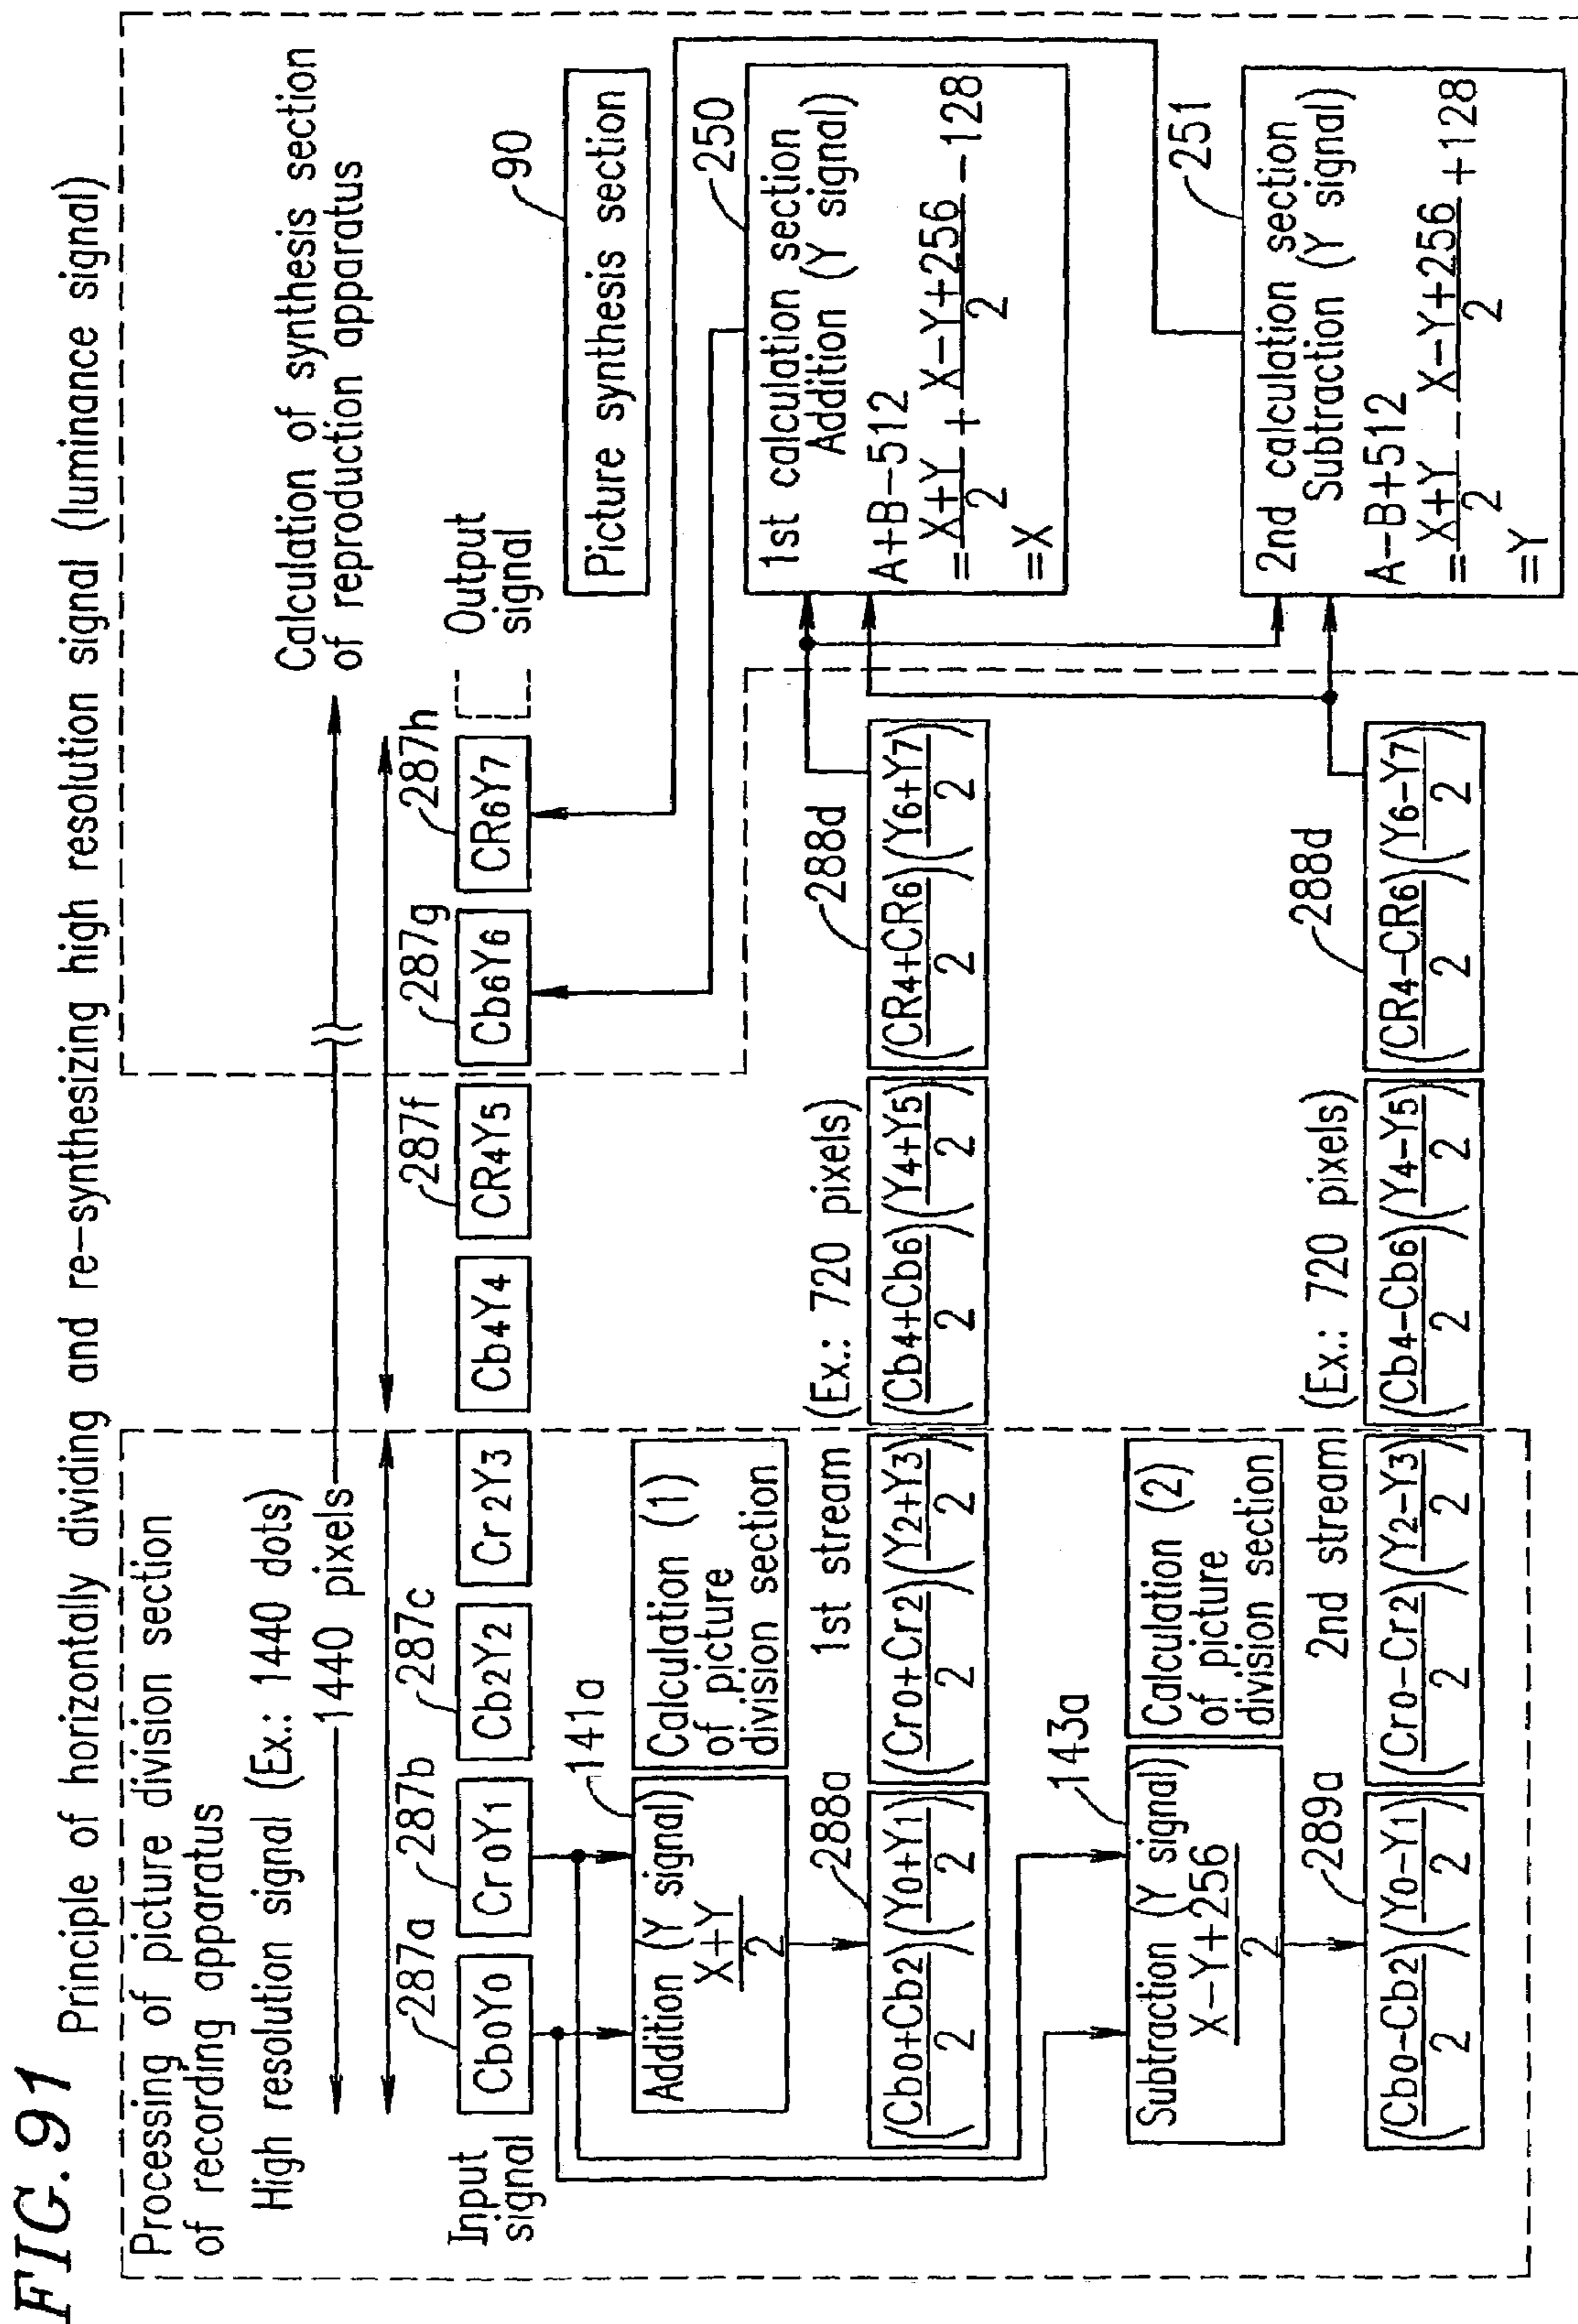 FIG. 91
Principle of horizontally dividing and re-synthesizing high resolution signal (luminance signal)
Processing of picture division section
of recording apparatus
High resolution signal (Ex.: 1440 dots)
1440 pixels
Calculation of synthesis section
of reproduction apparatus
287a
287b
287c
287f
287g
287h
Input
signal
Cb0Y0
Cr0Y1
Cb2Y2
Cr2Y3
Cb4Y4
CR4Y5
Cb6Y6
CR6Y7
Output
signal
90
Picture synthesis section
141a
Addition (Y signal)
X+Y
2
Calculation (1)
of picture
division section
250
1st calculation section
Addition (Y signal)
A+B-512
=X+Y/2 + X-Y+256/2 -128
=X
288a
1st stream
(Ex.: 720 pixels)
288d
(Cb0+Cb2/2)(Y0+Y1/2)
(Cr0+Cr2/2)(Y2+Y3/2)
(Cb4+Cb6/2)(Y4+Y5/2)
(CR4+CR6/2)(Y6+Y7/2)
143a
Subtraction (Y signal)
X-Y+256
2
Calculation (2)
of picture
division section
251
2nd calculation section
Subtraction (Y signal)
A-B+512
=X+Y/2 - X-Y+256/2 +128
=Y
289a
2nd stream
(Ex.: 720 pixels)
288d
(Cb0-Cb2/2)(Y0-Y1/2)
(Cr0-Cr2/2)(Y2-Y3/2)
(Cb4-Cb6/2)(Y4-Y5/2)
(CR4-CR6/2)(Y6-Y7/2)